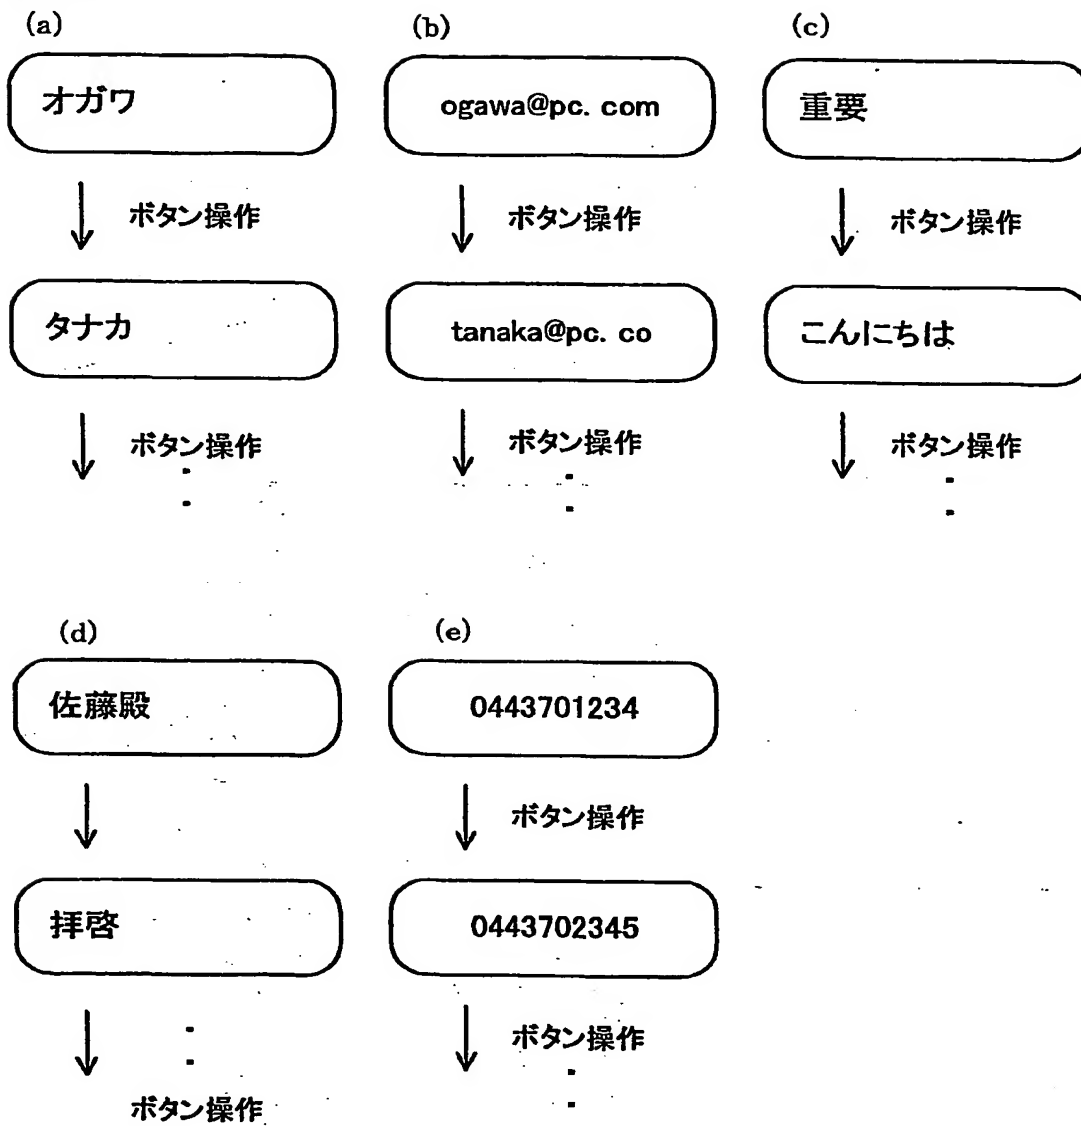 (a)
オガワ
ボタン操作
タナカ
ボタン操作
(b)
ogawa@pc. com
ボタン操作
tanaka@pc. co
ボタン操作
(c)
重要
ボタン操作
こんにちは
ボタン操作
(d)
佐藤殿
拝啓
ボタン操作
(e)
0443701234
ボタン操作
0443702345
ボタン操作